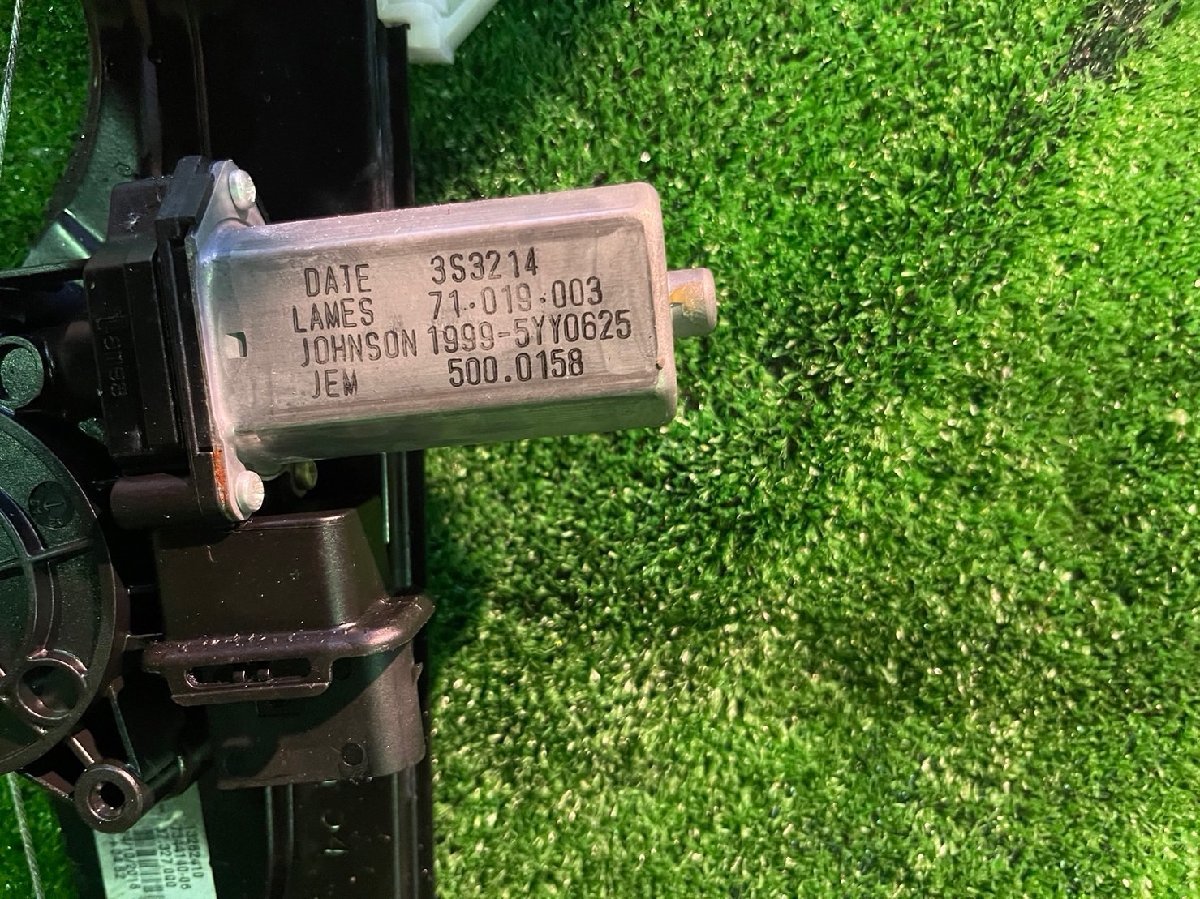 DATE 3S3214
LAMES 71.019.003
JOHNSON 1999-5YY0625
JEM 500.0158